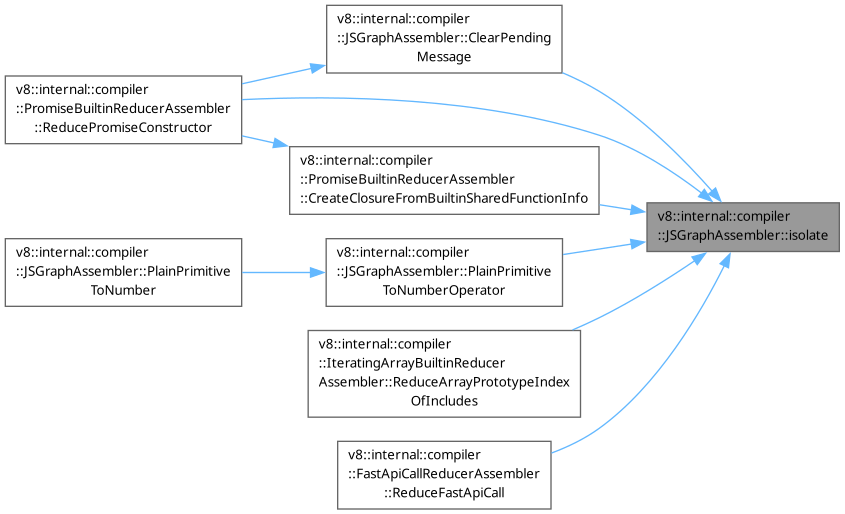 v8::internal::compiler
::JSGraphAssembler::ClearPending
Message
v8::internal::compiler
::PromiseBuiltinReducerAssembler
::ReducePromiseConstructor
v8::internal::compiler
::PromiseBuiltinReducerAssembler
::CreateClosureFromBuiltinSharedFunctionInfo
v8::internal::compiler
::JSGraphAssembler::isolate
v8::internal::compiler
::JSGraphAssembler::PlainPrimitive
ToNumber
v8::internal::compiler
::JSGraphAssembler::PlainPrimitive
ToNumberOperator
v8::internal::compiler
::IteratingArrayBuiltinReducer
Assembler::ReduceArrayPrototypeIndex
OfIncludes
v8::internal::compiler
::FastApiCallReducerAssembler
::ReduceFastApiCall